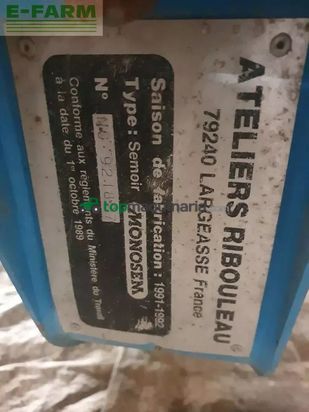 E-FARM
ATELIERS RIBOULEAU
79240 LARGEASSE France
Saison de fabrication : 1991-1992
Type : Semoir MONOSEM
N°
Conforme aux règlements du Ministère du Travail
à la date du 1er octobre 1989